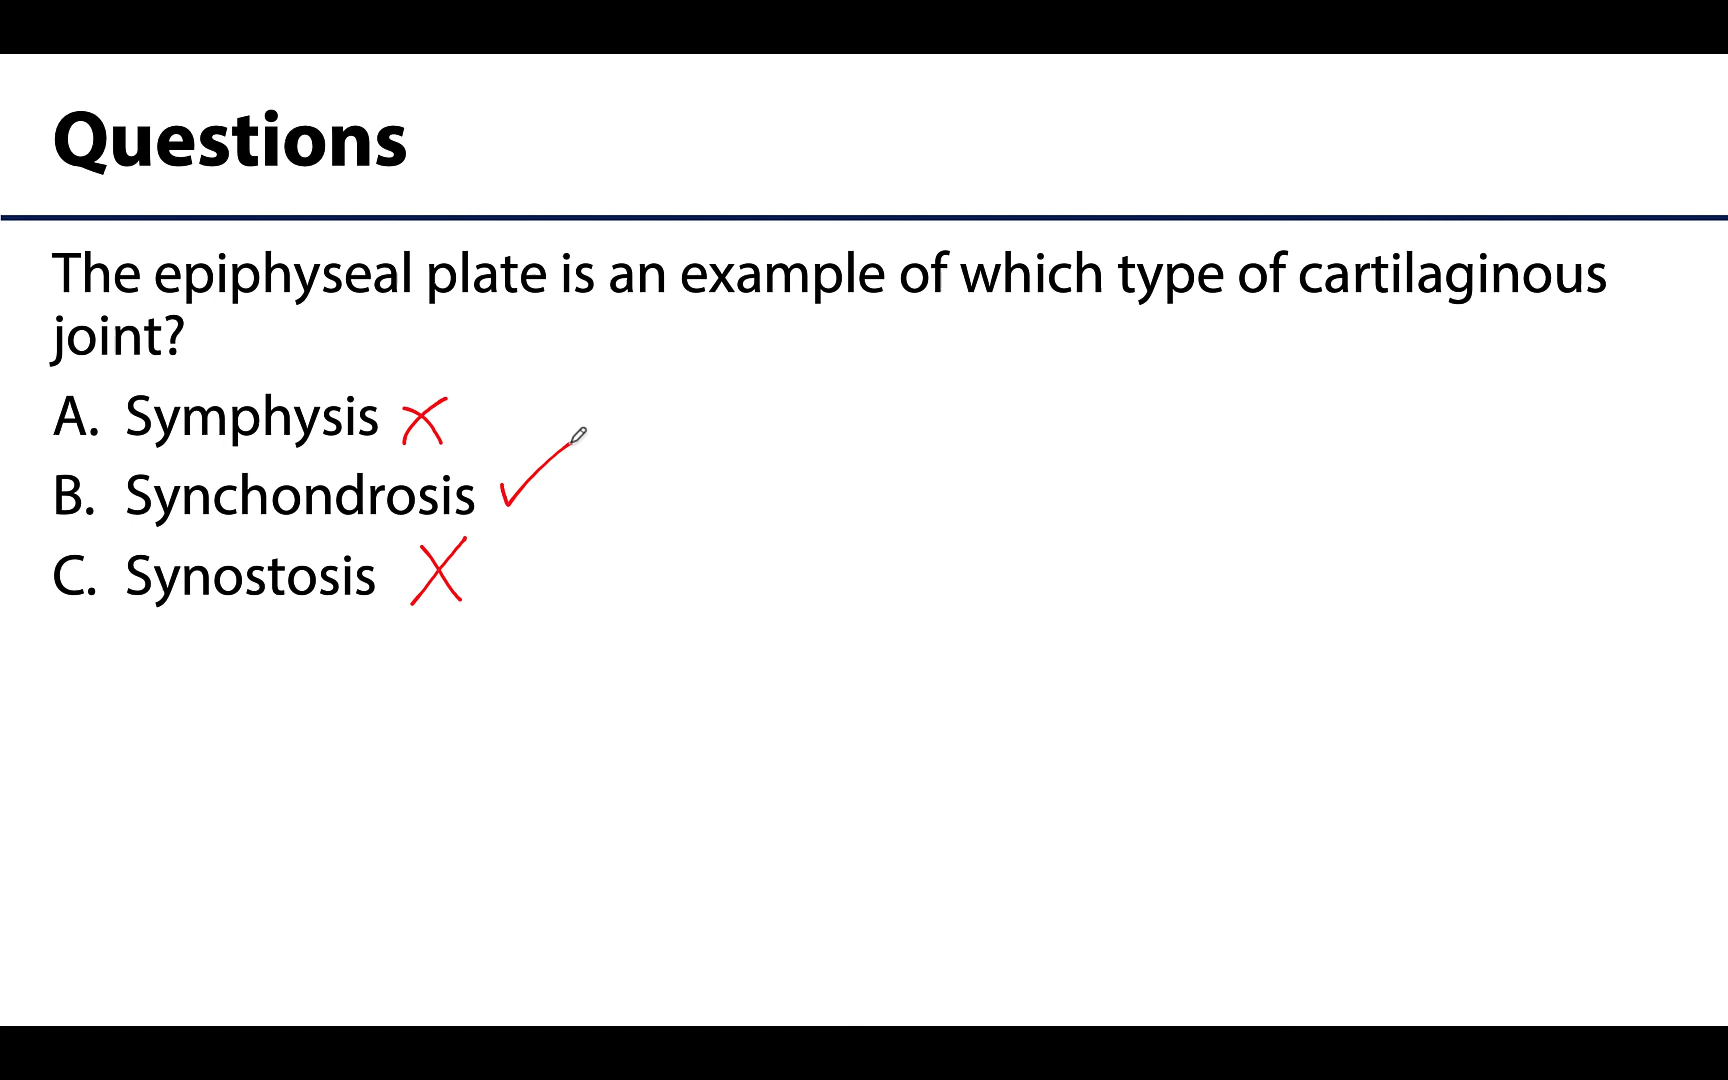 Questions
The epiphyseal plate is an example of which type of cartilaginous
joint?
A. Symphysis
B. Synchondrosis
C. Synostosis